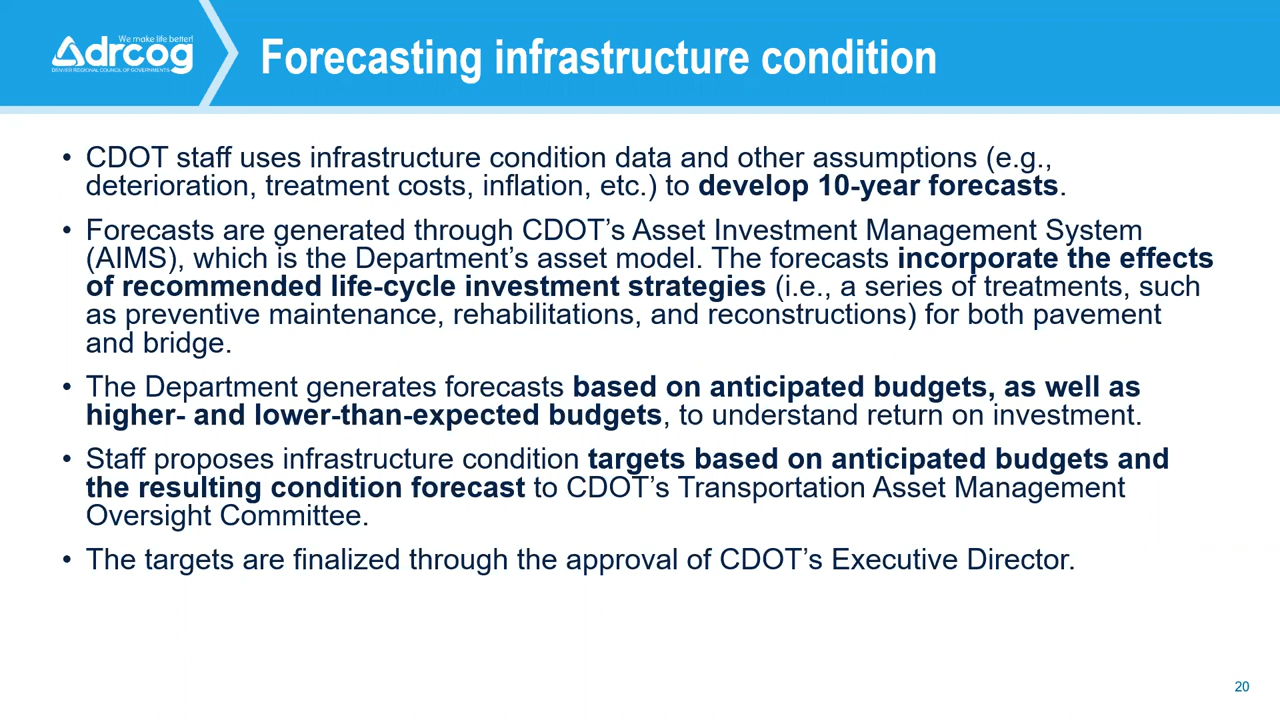 We make life better!
drcog
DENVER REGIONAL COUNCIL OF GOVERNMENTS
Forecasting infrastructure condition
• CDOT staff uses infrastructure condition data and other assumptions (e.g.,
deterioration, treatment costs, inflation, etc.) to develop 10-year forecasts.
• Forecasts are generated through CDOT’s Asset Investment Management System
(AIMS), which is the Department’s asset model. The forecasts incorporate the effects
of recommended life-cycle investment strategies (i.e., a series of treatments, such
as preventive maintenance, rehabilitations, and reconstructions) for both pavement
and bridge.
• The Department generates forecasts based on anticipated budgets, as well as
higher- and lower-than-expected budgets, to understand return on investment.
• Staff proposes infrastructure condition targets based on anticipated budgets and
the resulting condition forecast to CDOT’s Transportation Asset Management
Oversight Committee.
• The targets are finalized through the approval of CDOT’s Executive Director.
20